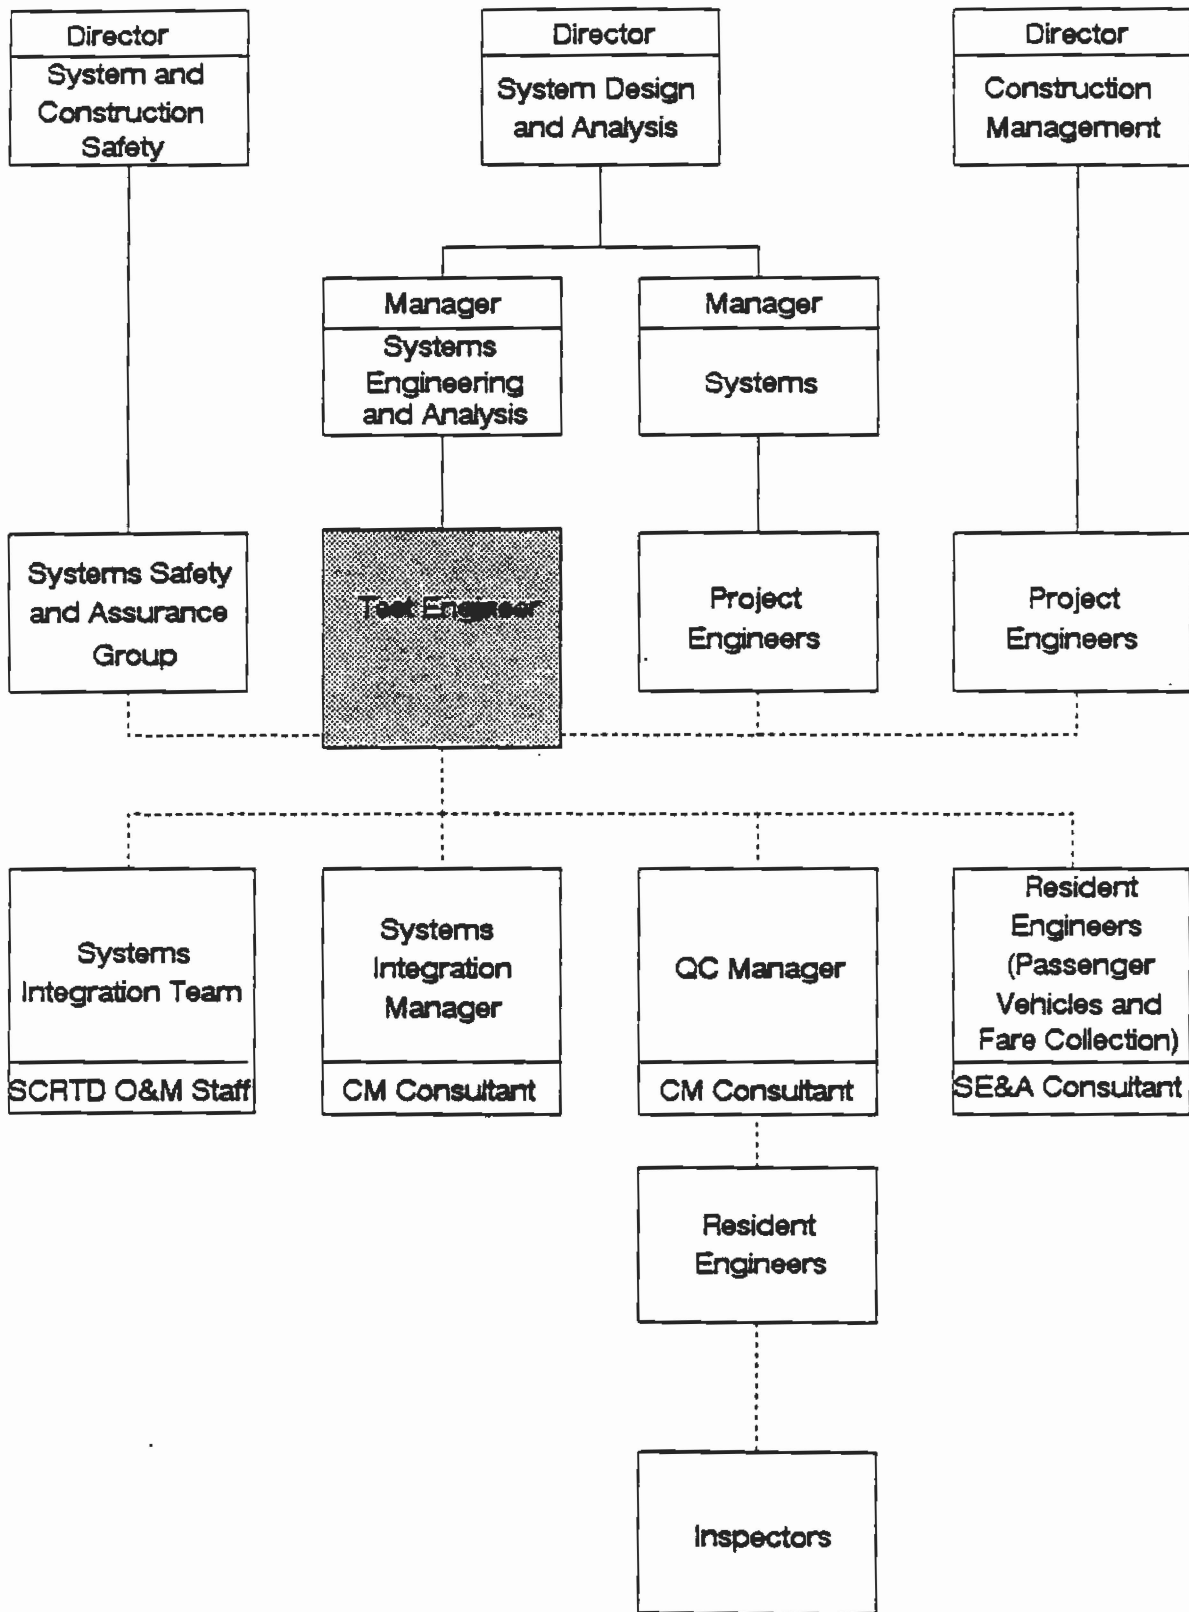 Director
System and
Construction
Safety
Director
System Design
and Analysis
Director
Construction
Management
Manager
Systems
Engineering
and Analysis
Manager
Systems
Systems Safety
and Assurance
Group
Test Engineer
Project
Engineers
Project
Engineers
Systems
Integration Team
SCRTD O&M Staff
Systems
Integration
Manager
CM Consultant
QC Manager
CM Consultant
Resident
Engineers
(Passenger
Vehicles and
Fare Collection)
SE&A Consultant
Resident
Engineers
Inspectors